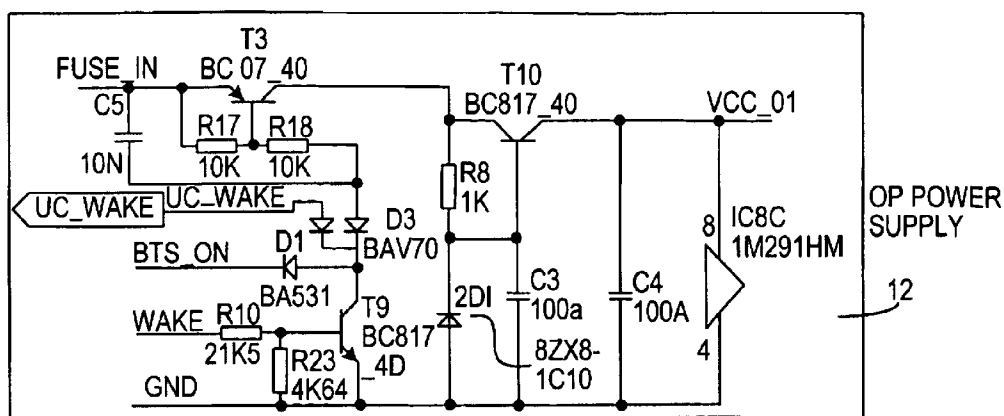 T3
FUSE_IN
BC 07_40
T10
BC817_40
VCC_01
C5
R17
R18
10N
10K
10K
R8
1K
UC_WAKE
UC_WAKE
D3
BAV70
D1
BTS_ON
BA531
OP POWER
SUPPLY
IC8C
8
1M291HM
C3
100a
C4
100A
2DI
T9
BC817
_4D
WAKE
R10
21K5
R23
4K64
8ZX8-
1C10
4
12
GND